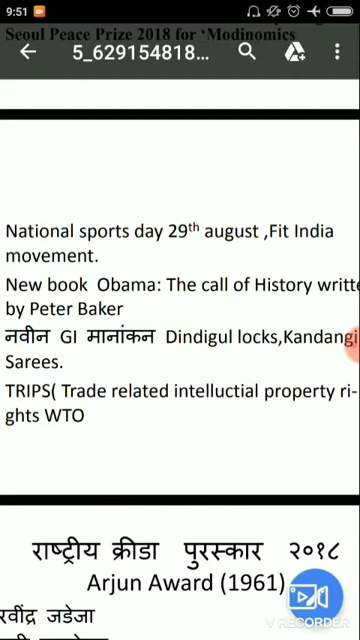 9:51
Seoul Peace Prize 2018 for ‘Modinomics
5_629154818...
National sports day 29th august ,Fit India
movement.
New book Obama: The call of History writte
by Peter Baker
नवीन GI मानांकन Dindigul locks,Kandangi
Sarees.
TRIPS( Trade related intelluctial property ri-
ghts WTO
राष्ट्रीय क्रीडा पुरस्कार २०१८
Arjun Award (1961)
रवींद्र जडेजा
V RECORDER